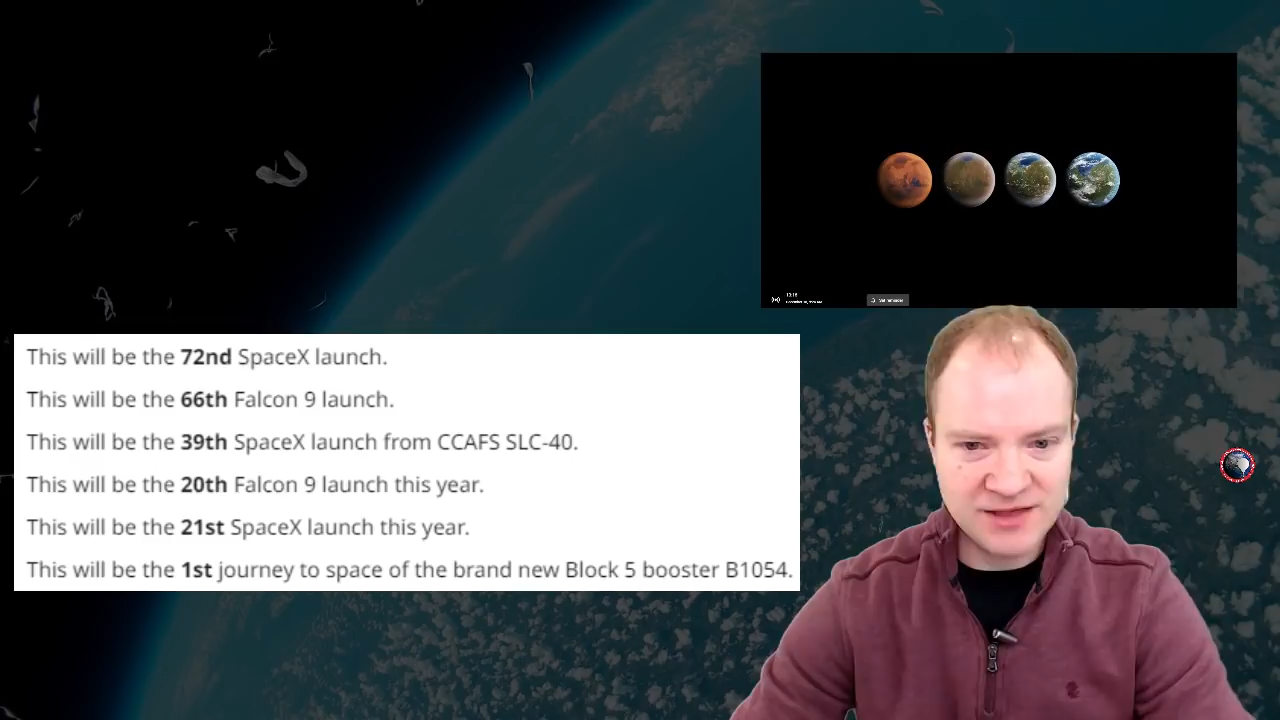 Set reminder
This will be the 72nd SpaceX launch.
This will be the 66th Falcon 9 launch.
This will be the 39th SpaceX launch from CCAFS SLC-40.
This will be the 20th Falcon 9 launch this year.
This will be the 21st SpaceX launch this year.
This will be the 1st journey to space of the brand new Block 5 booster B1054.